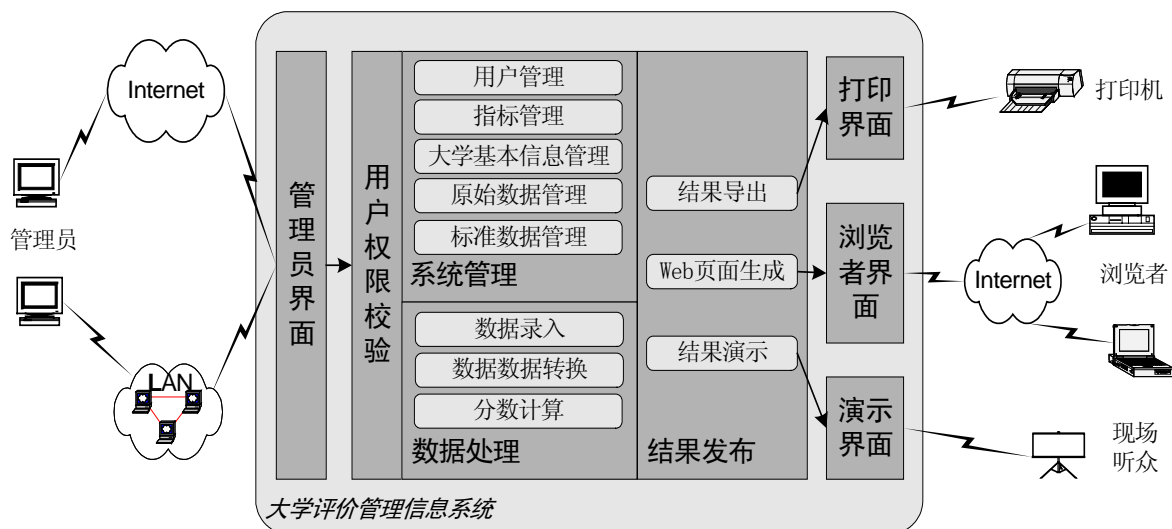 Internet
管理员
LAN
管理员界面
用户权限校验
用户管理
指标管理
大学基本信息管理
原始数据管理
标准数据管理
系统管理
数据录入
数据数据转换
分数计算
数据处理
结果导出
Web页面生成
结果演示
结果发布
打印
界面
浏览
者界
面
演示
界面
大学评价管理信息系统
打印机
Internet
浏览者
现场
听众